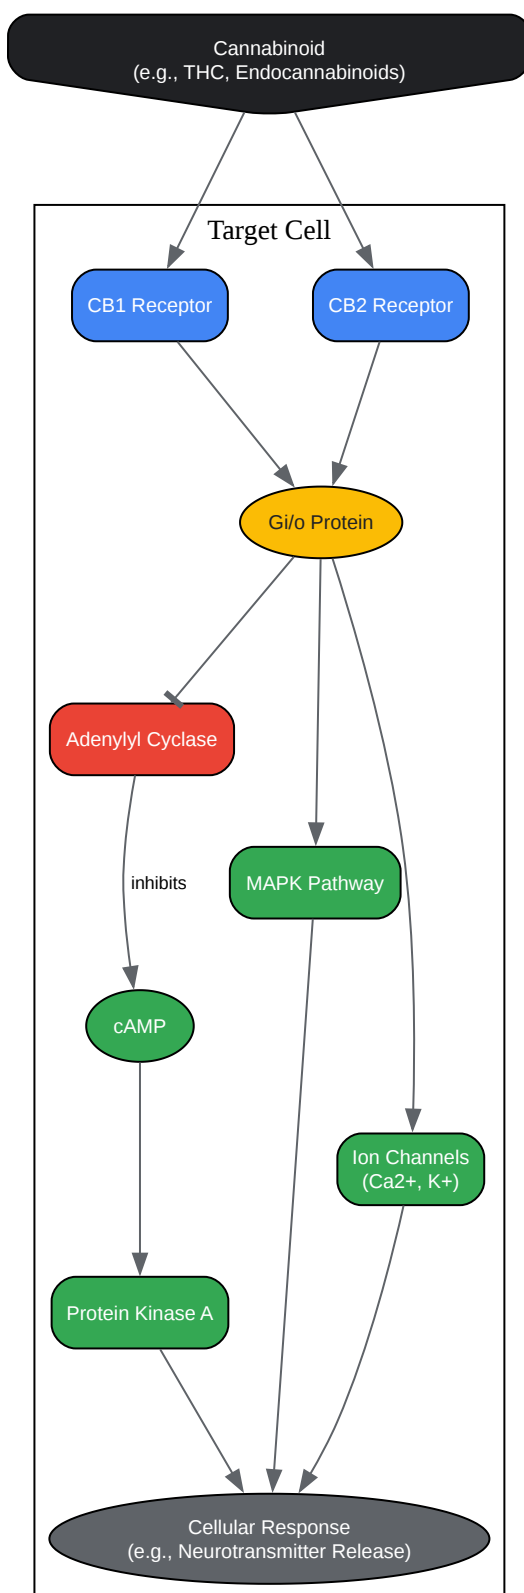 Cannabinoid
(e.g., THC, Endocannabinoids)
Target Cell
CB1 Receptor
CB2 Receptor
Gi/o Protein
Adenylyl Cyclase
MAPK Pathway
inhibits
cAMP
Ion Channels
(Ca2+, K+)
Protein Kinase A
Cellular Response
(e.g., Neurotransmitter Release)